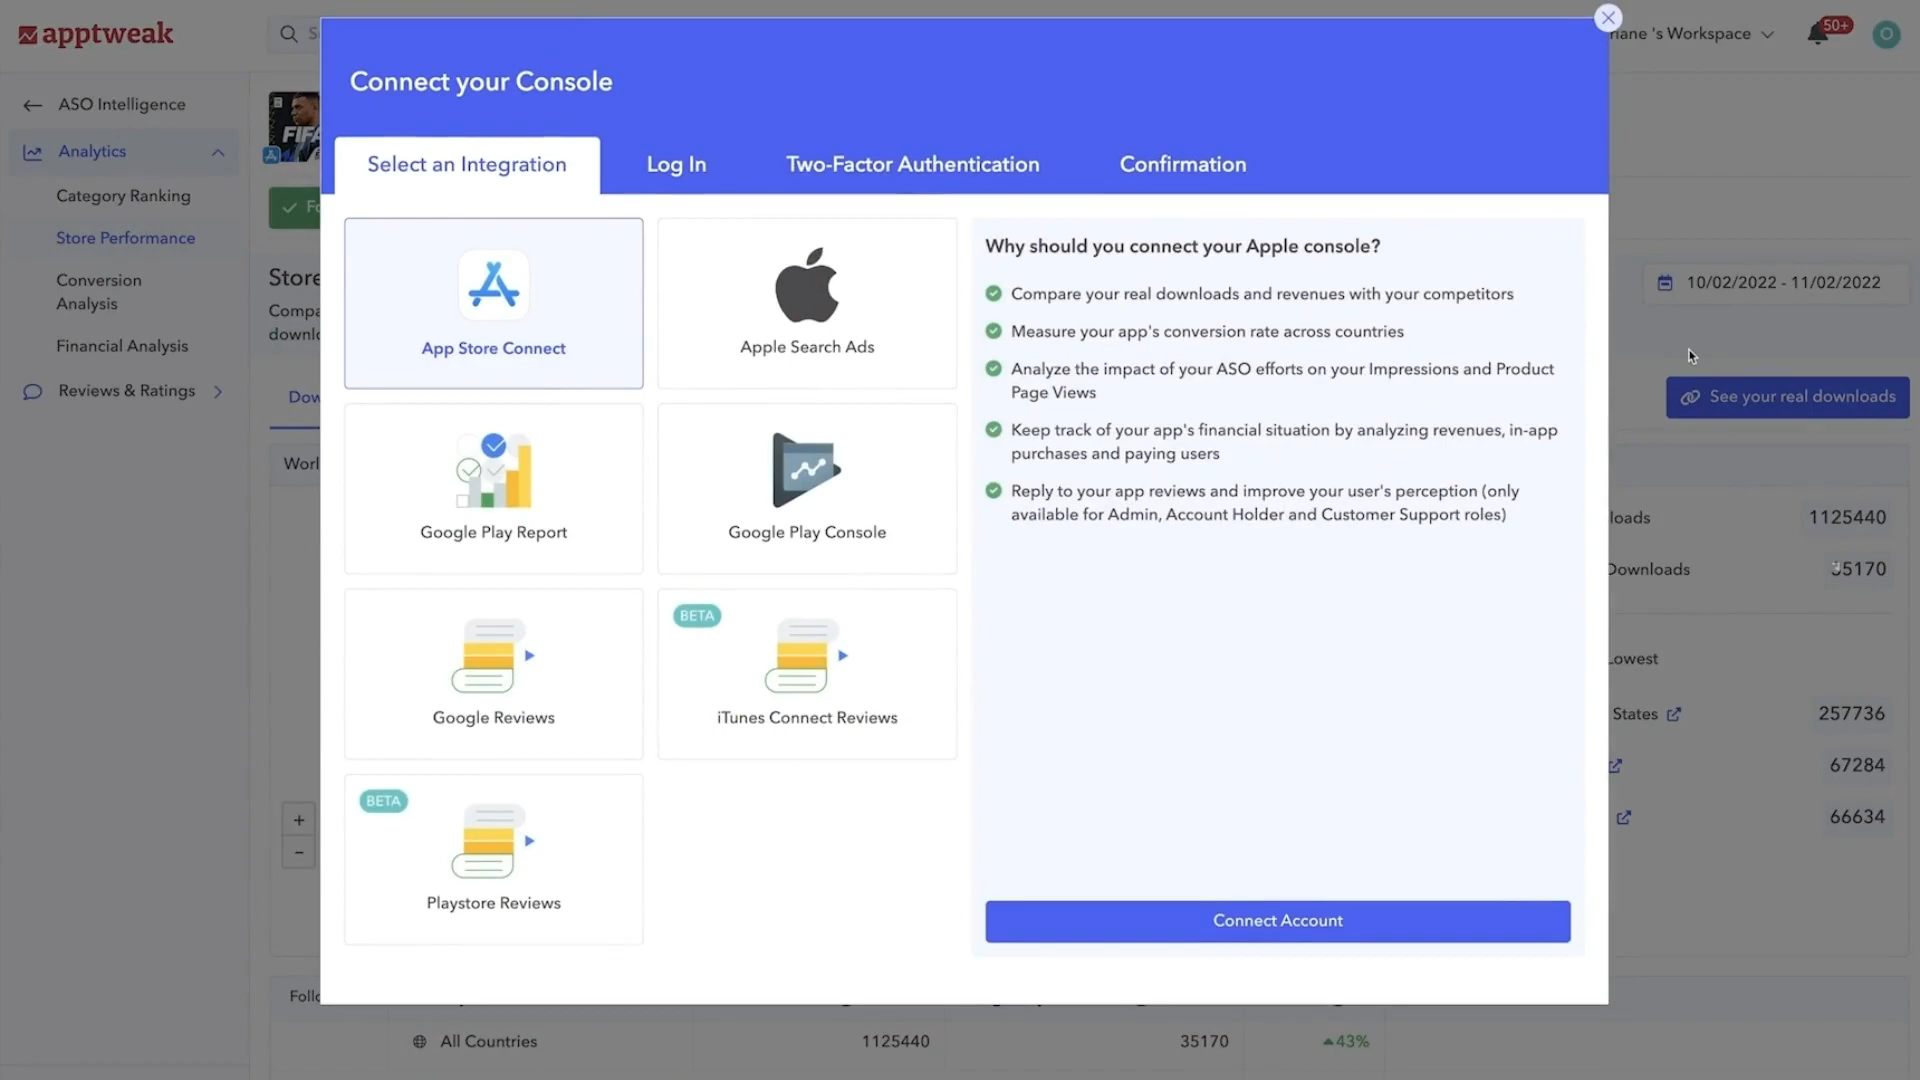 apptweak
hane 's Workspace
50+
O
Connect your Console
Select an Integration
Log In
Two-Factor Authentication
Confirmation
ASO Intelligence
Analytics
Category Ranking
Store Performance
Conversion
Analysis
Financial Analysis
Reviews & Ratings
FIFA
Store
10/02/2022 - 11/02/2022
See your real downloads
App Store Connect
Apple Search Ads
Google Play Report
Google Play Console
Google Reviews
BETA
iTunes Connect Reviews
BETA
Playstore Reviews
Why should you connect your Apple console?
Compare your real downloads and revenues with your competitors
Measure your app's conversion rate across countries
Analyze the impact of your ASO efforts on your Impressions and Product
Page Views
Keep track of your app's financial situation by analyzing revenues, in-app
purchases and paying users
Reply to your app reviews and improve your user's perception (only
available for Admin, Account Holder and Customer Support roles)
Connect Account
loads
1125440
Downloads
35170
Lowest
States
257736
67284
66634
+
-
All Countries
1125440
35170
43%